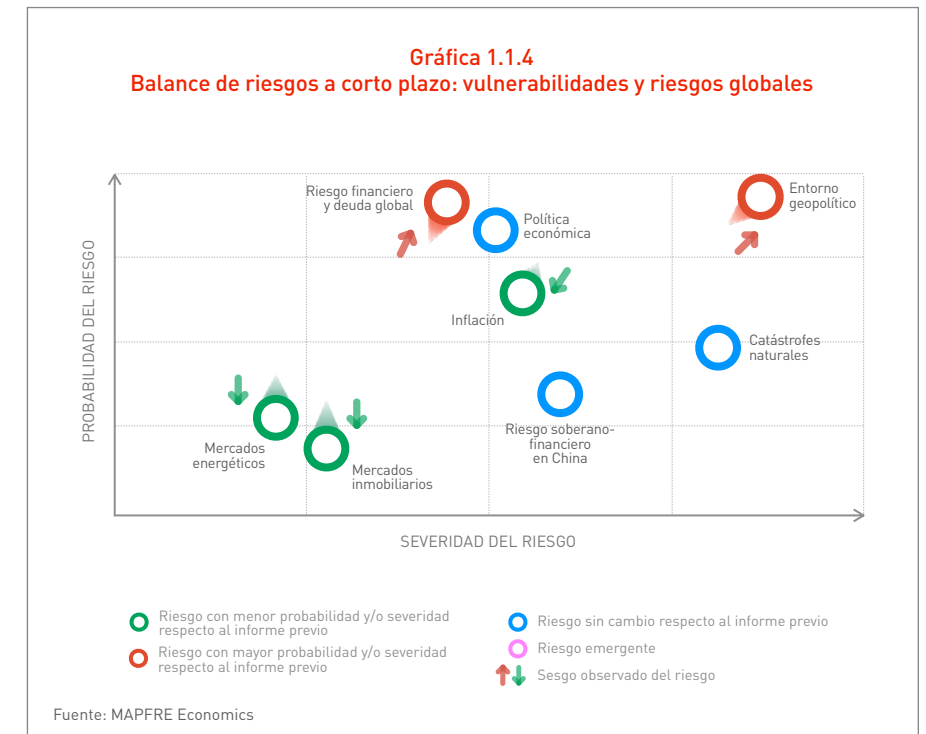 Gráfica 1.1.4
Balance de riesgos a corto plazo: vulnerabilidades y riesgos globales
PROBABILIDAD DEL RIESGO
Riesgo financiero
y deuda global
Política
económica
Entorno
geopolítico
Inflación
Catástrofes
naturales
Riesgo soberano-
financiero
en China
Mercados
energéticos
Mercados
inmobiliarios
SEVERIDAD DEL RIESGO
Riesgo con menor probabilidad y/o severidad
respecto al informe previo
Riesgo con mayor probabilidad y/o severidad
respecto al informe previo
Riesgo sin cambio respecto al informe previo
Riesgo emergente
Sesgo observado del riesgo
Fuente: MAPFRE Economics